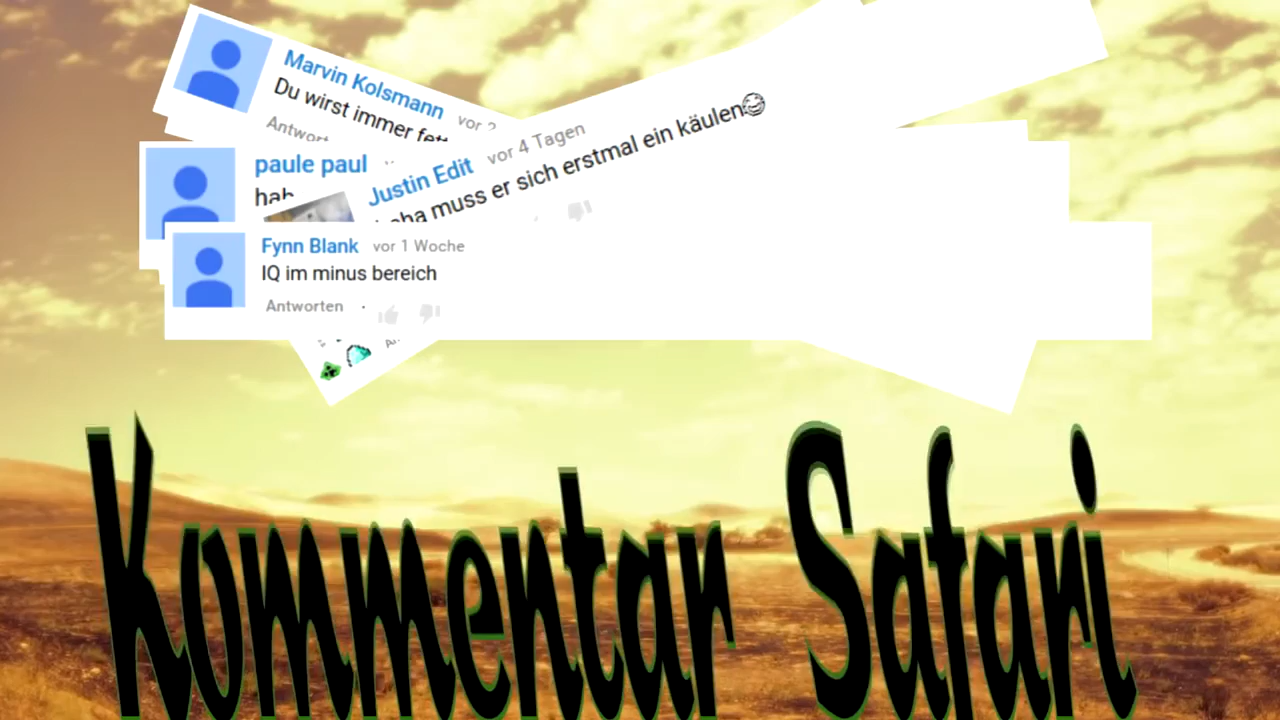 Marvin Kolsmann vor
Du wirst immer
Antwort
paule paul
Justin Edit vor 4 Tagen
muss er sich erstmal ein käulen😂
Fynn Blank vor 1 Woche
IQ im minus bereich
Antworten ·
Kommentar Safari